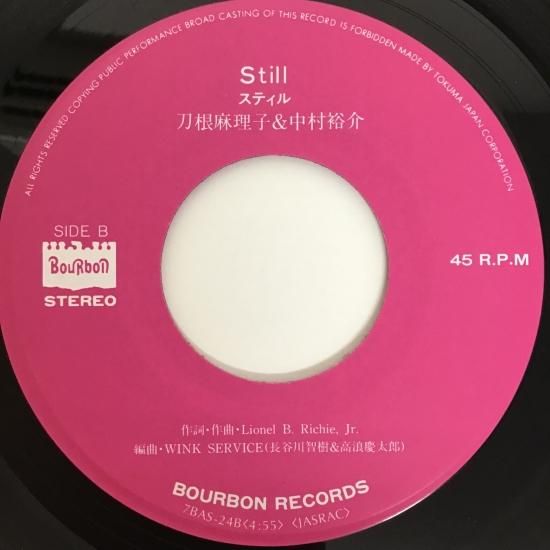 ALL RIGHTS RESERVED COPYING PUBLIC PERFORMANCE BROAD CASTING OF THIS RECORD IS FORBIDDEN MADE BY TOKUMA JAPAN CORPORATION
Still
スティル
刀根麻理子&中村裕介
SIDE B
BOURBON
STEREO
45 R.P.M
作詞・作曲・Lionel B. Richie, Jr.
編曲・WINK SERVICE(長谷川智樹&高浪慶太郎)
BOURBON RECORDS
7BAS-24B〈4:55〉〈JASRAC〉